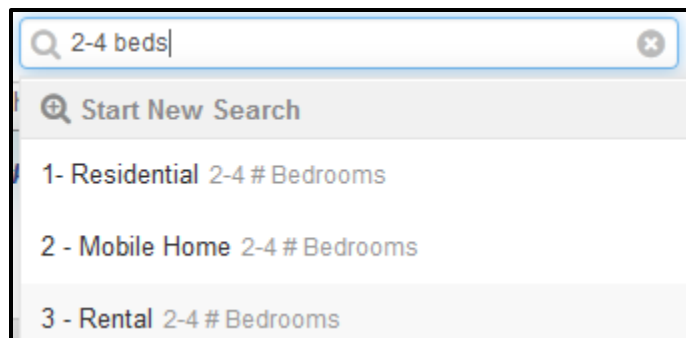 2-4 beds
Start New Search
1- Residential 2-4 # Bedrooms
2 - Mobile Home 2-4 # Bedrooms
3 - Rental 2-4 # Bedrooms